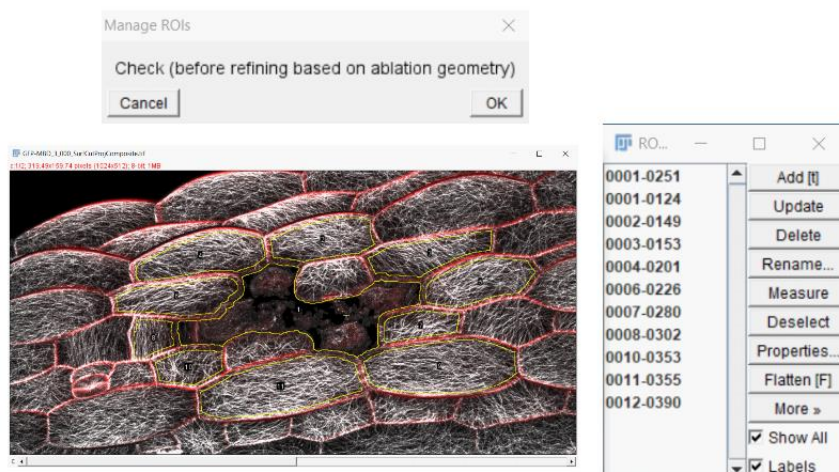 Manage ROIs
Check (before refining based on ablation geometry)
Cancel
OK
RO...
0001-0251
0001-0124
0002-0149
0003-0153
0004-0201
0006-0226
0007-0280
0008-0302
0010-0353
0011-0355
0012-0390
Add [t]
Update
Delete
Rename...
Measure
Deselect
Properties...
Flatten [F]
More »
Show All
Labels